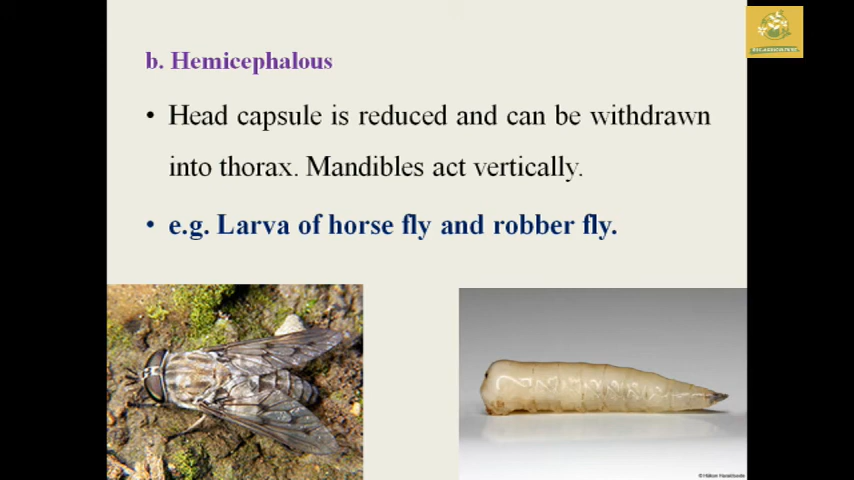 b. Hemicephalous
• Head capsule is reduced and can be withdrawn
into thorax. Mandibles act vertically.
• e.g. Larva of horse fly and robber fly.